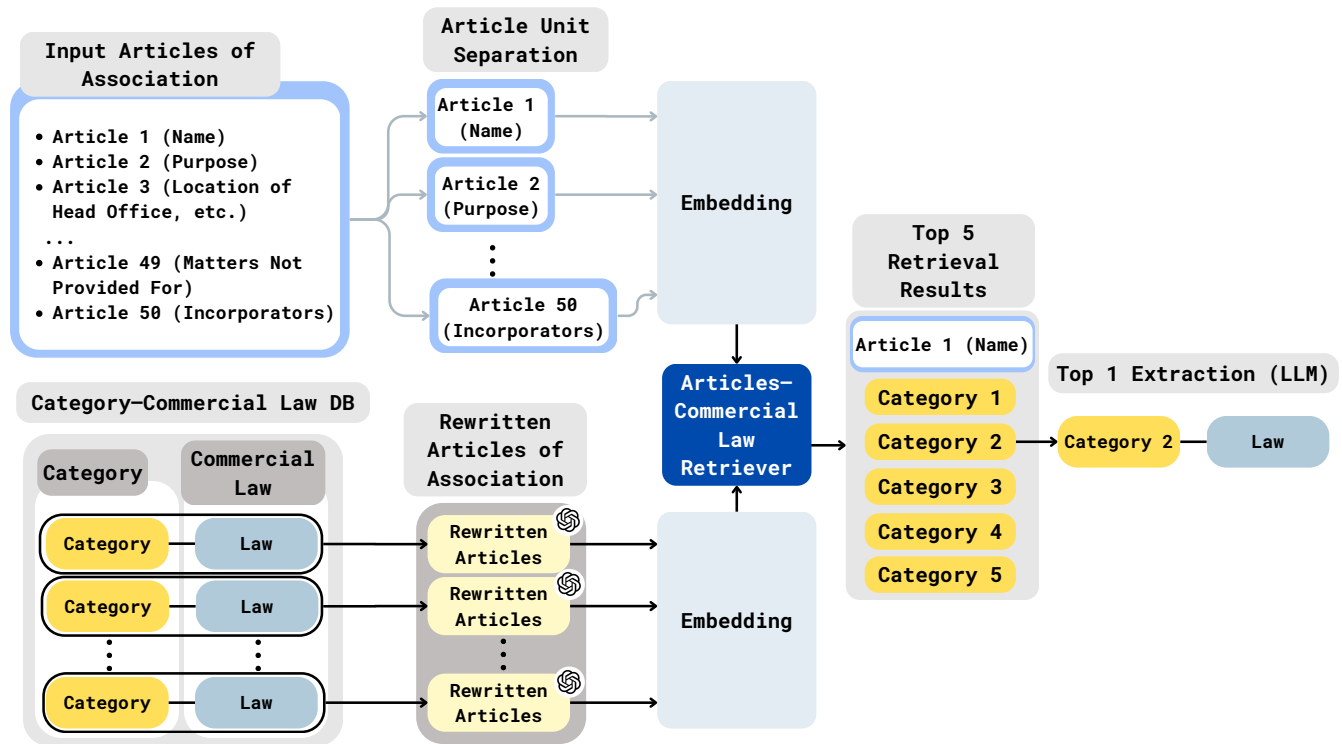 Input Articles of
Association
• Article 1 (Name)
• Article 2 (Purpose)
• Article 3 (Location of
Head Office, etc.)
...
• Article 49 (Matters Not
Provided For)
• Article 50 (Incorporators)
Article Unit
Separation
Article 1
(Name)
Article 2
(Purpose)
Article 50
(Incorporators)
Embedding
Category—Commercial Law DB
Category
Commercial
Law
Category
Law
Category
Law
Category
Law
Rewritten
Articles of
Association
Rewritten
Articles
Rewritten
Articles
Rewritten
Articles
Embedding
Articles—
Commercial
Law
Retriever
Top 5
Retrieval
Results
Article 1 (Name)
Category 1
Category 2
Category 3
Category 4
Category 5
Top 1 Extraction (LLM)
Category 2
Law